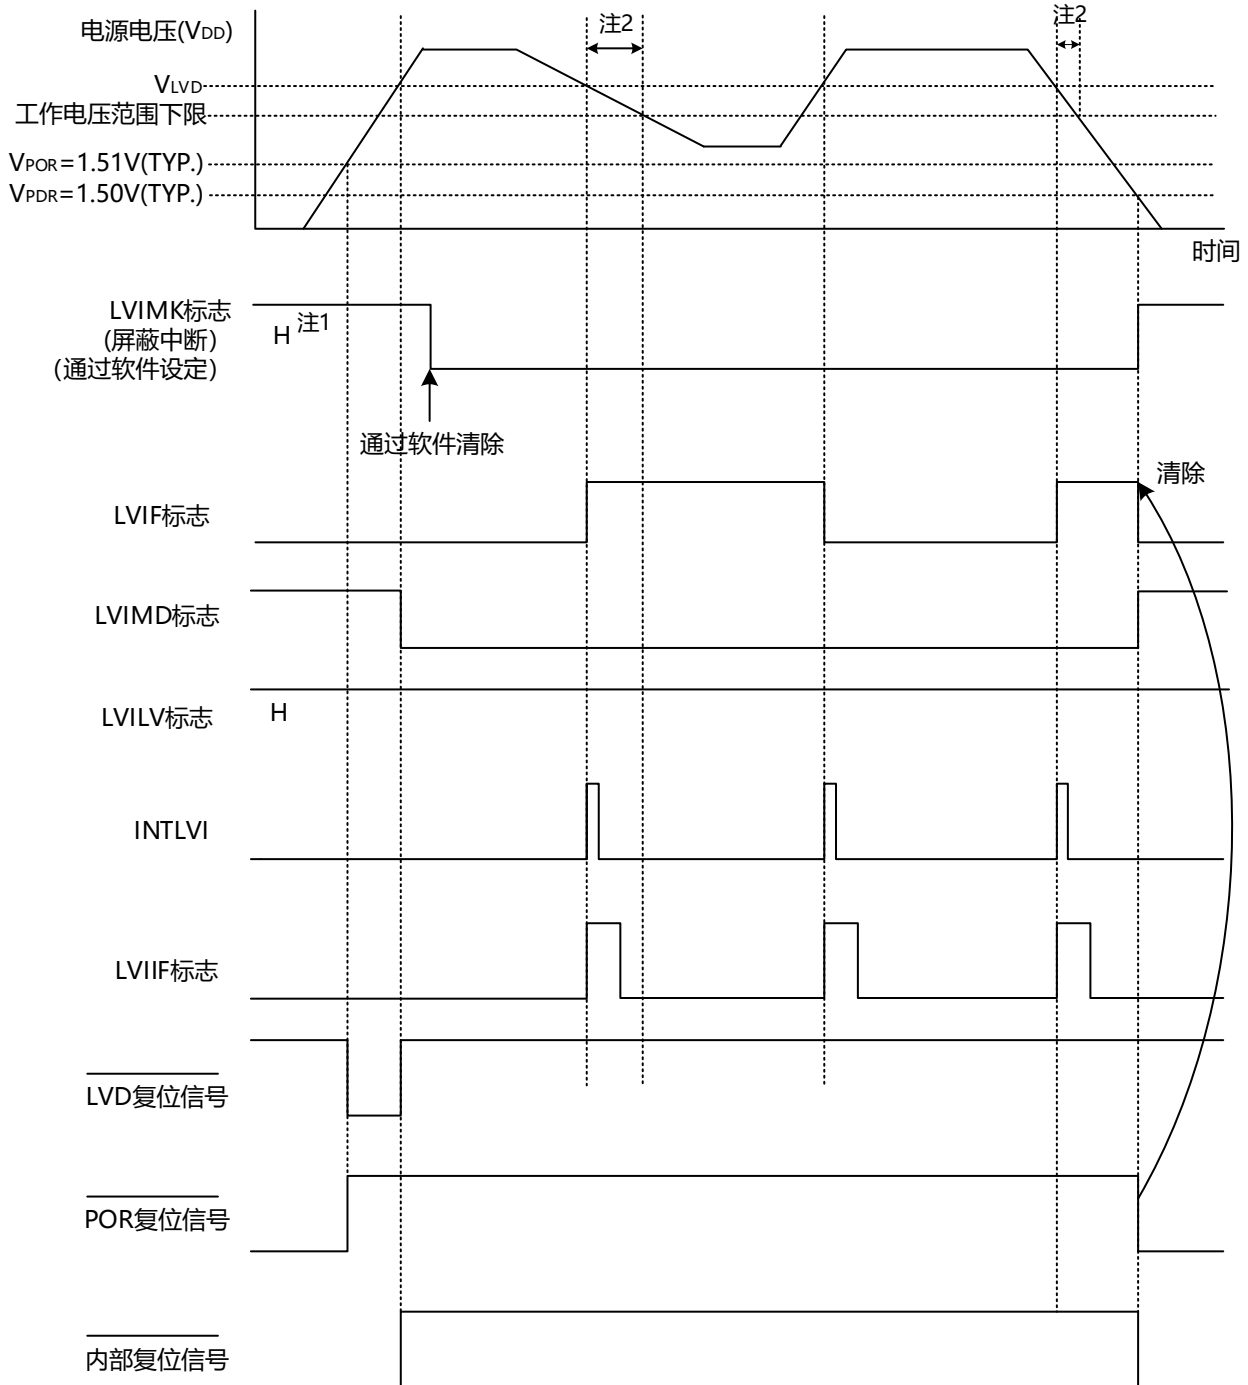 电源电压(VDD)
注2
注2
VLVD
工作电压范围下限
VPOR=1.51V(TYP.)
VPDR=1.50V(TYP.)
时间
LVIMK标志
(屏蔽中断)
(通过软件设定)
H 注1
通过软件清除
清除
LVIF标志
LVIMD标志
LVILV标志
H
INTLVI
LVIIF标志
LVD复位信号
POR复位信号
内部复位信号